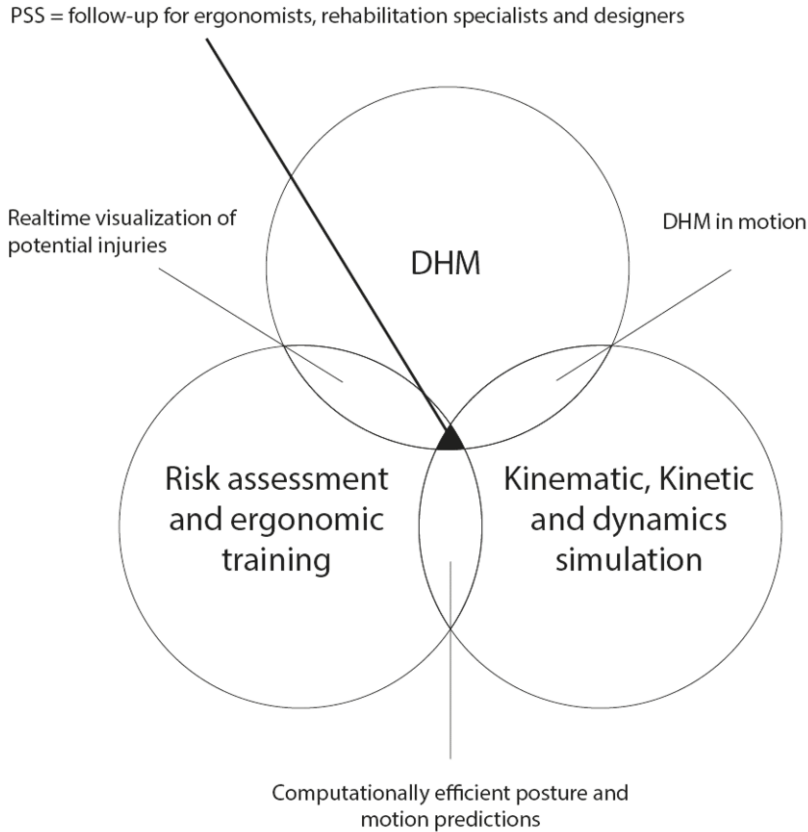 PSS = follow-up for ergonomists, rehabilitation specialists and designers
Realtime visualization of
potential injuries
DHM in motion
DHM
Risk assessment
and ergonomic
training
Kinematic, Kinetic
and dynamics
simulation
Computationally efficient posture and
motion predictions